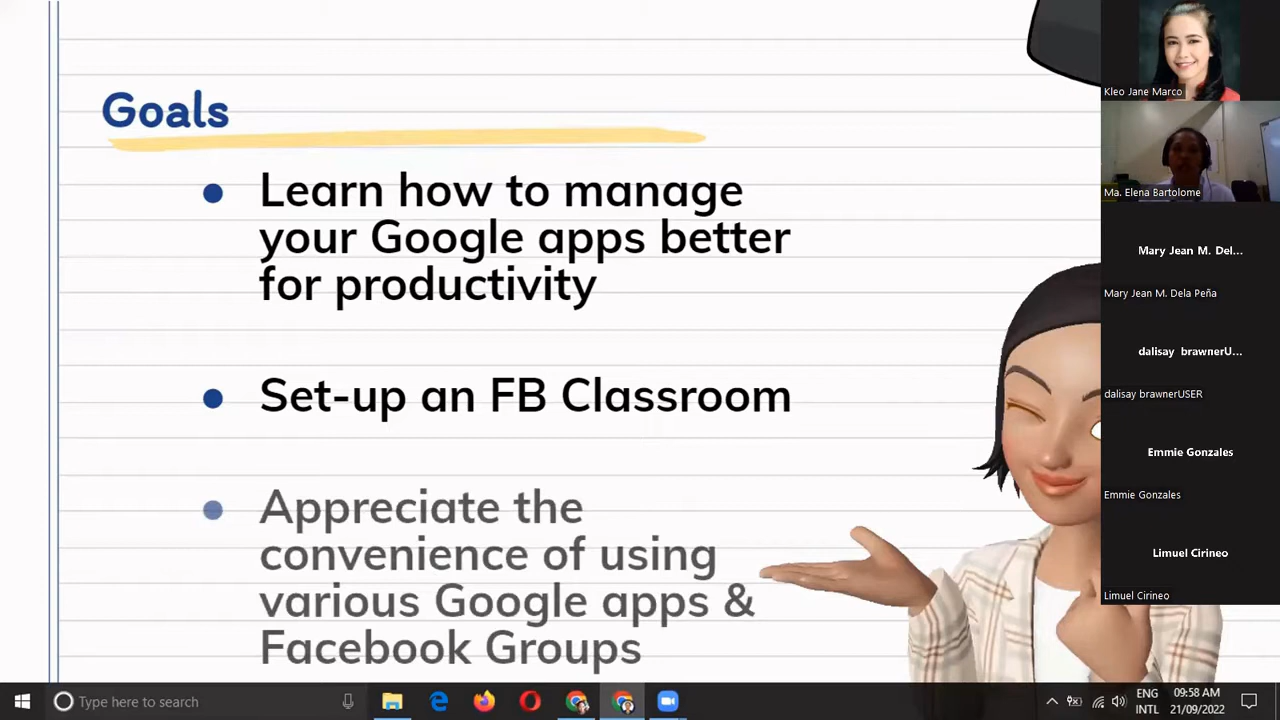 Goals
Learn how to manage
your Google apps better
for productivity
Set-up an FB Classroom
Appreciate the
convenience of using
various Google apps &
Facebook Groups
Kleo Jane Marco
Ma. Elena Bartolome
Mary Jean M. Del...
Mary Jean M. Dela Peña
dalisay brawnerU...
dalisay brawnerUSER
Emmie Gonzales
Emmie Gonzales
Limuel Cirineo
Limuel Cirineo
Type here to search
ENG
INTL
09:58 AM
21/09/2022